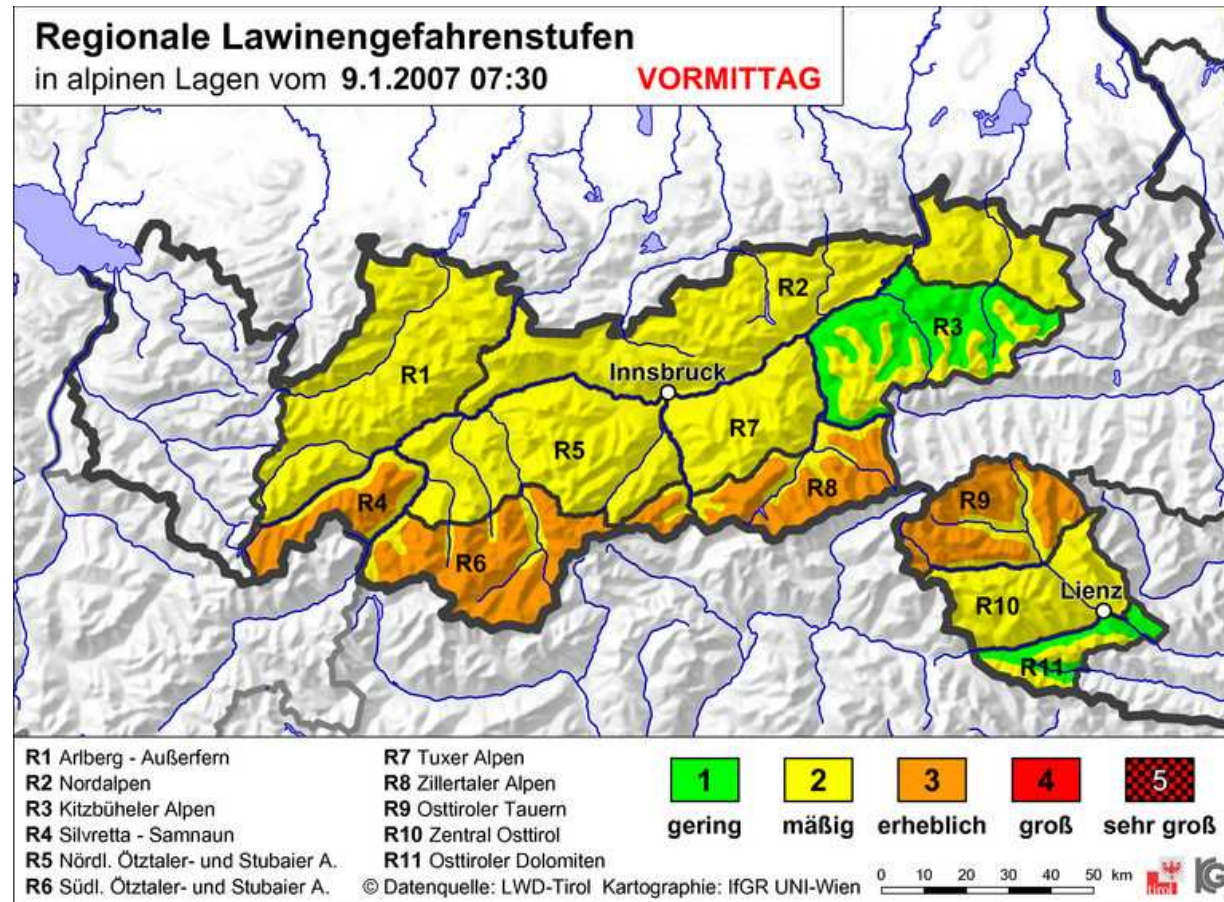 Regionale Lawinengefahrenstufen
in alpinen Lagen vom 9.1.2007 07:30 VORMITTAG
R2
R3
Innsbruck
R1
R7
R5
R8
R4
R9
R6
Lienz
R10
R11
R1 Arlberg - Außerfern
R2 Nordalpen
R3 Kitzbüheler Alpen
R4 Silvretta - Samnaun
R5 Nördl. Ötztaler- und Stubaier A.
R6 Südl. Ötztaler- und Stubaier A.
R7 Tuxer Alpen
R8 Zillertaler Alpen
R9 Osttiroler Tauern
R10 Zentral Osttirol
R11 Osttiroler Dolomiten
© Datenquelle: LWD-Tirol Kartographie: IfGR UNI-Wien
1 2 3 4 5
gering mäßig erheblich groß sehr groß
0 10 20 30 40 50 km
tirol